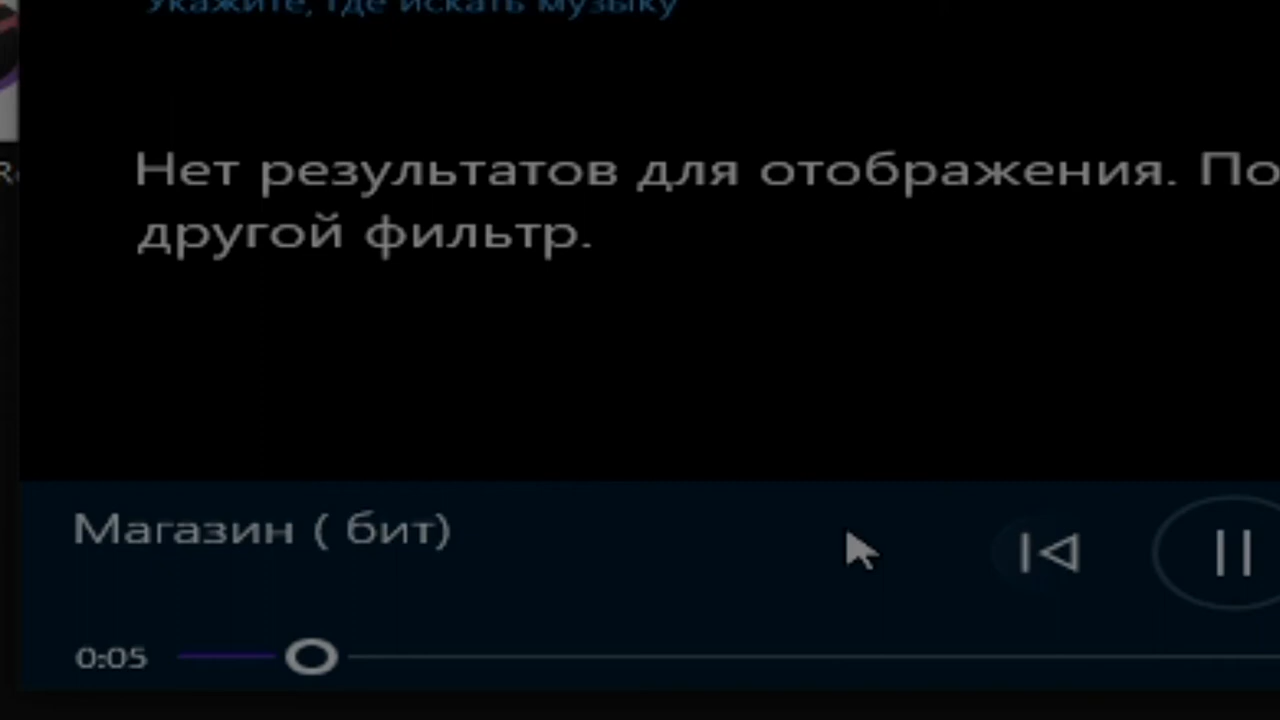 Укажите, где искать музыку
Нет результатов для отображения. По
другой фильтр.
Магазин ( бит)
0:05